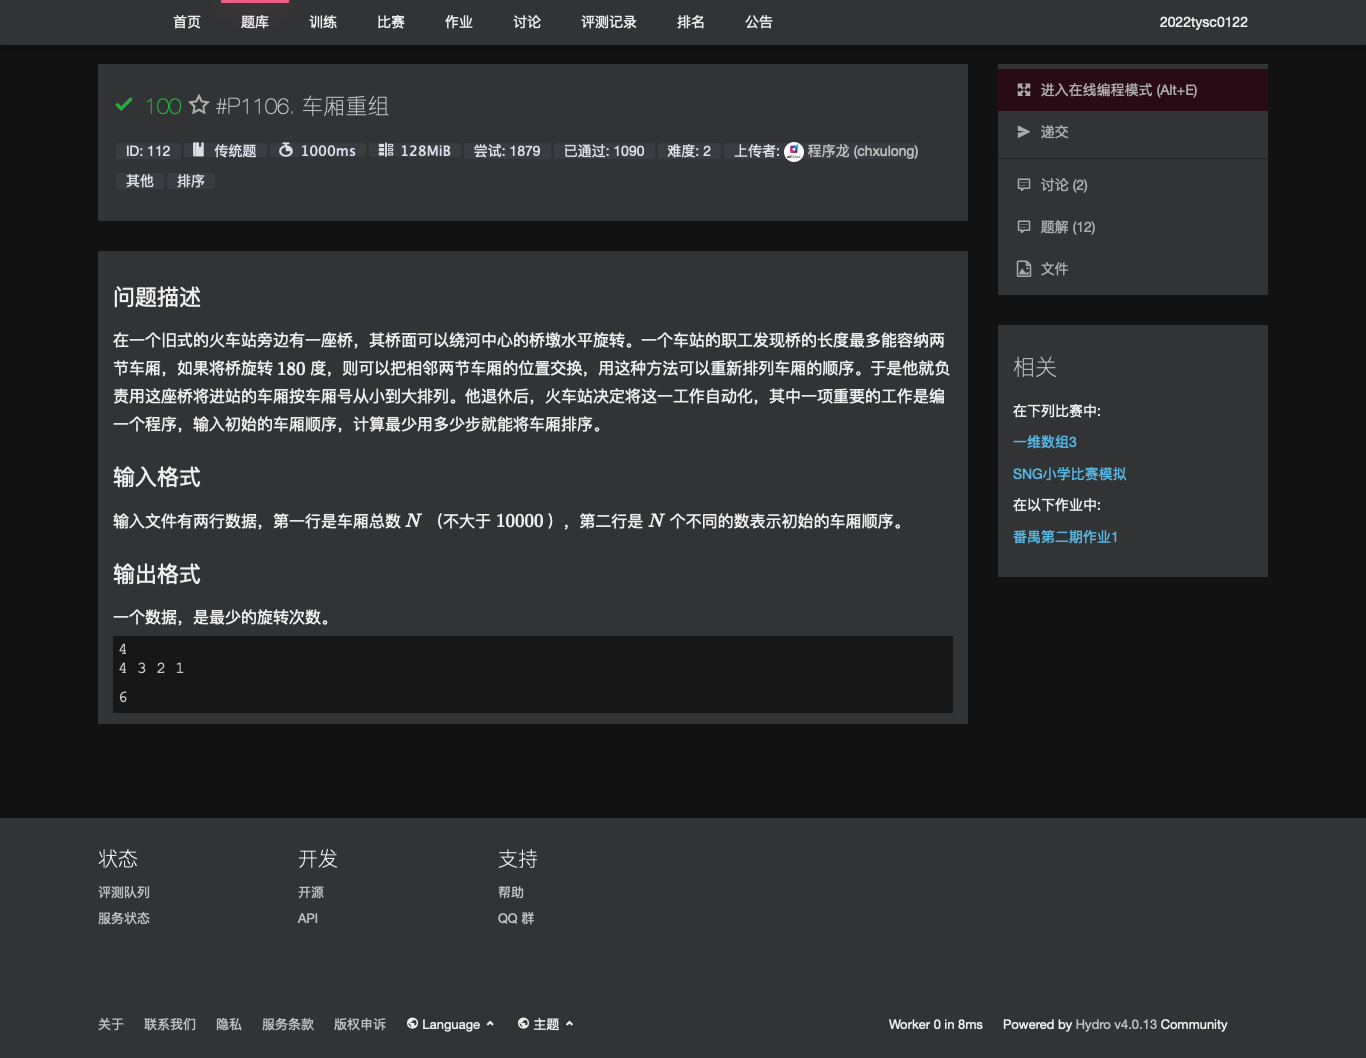 首页 题库 训练 比赛 作业 讨论 评测记录 排名 公告 2022tysc0122
100 #P1106. 车厢重组
ID: 112 传统题 1000ms 128MiB 尝试: 1879 已通过: 1090 难度: 2 上传者: 程序龙 (chxulong)
其他 排序
问题描述
在一个旧式的火车站旁边有一座桥，其桥面可以绕河中心的桥墩水平旋转。一个车站的职工发现桥的长度最多能容纳两
节车厢，如果将桥旋转 180 度，则可以把相邻两节车厢的位置交换，用这种方法可以重新排列车厢的顺序。于是他就负
责用这座桥将进站的车厢按车厢号从小到大排列。他退休后，火车站决定将这一工作自动化，其中一项重要的工作是编
一个程序，输入初始的车厢顺序，计算最少用多少步就能将车厢排序。
输入格式
输入文件有两行数据，第一行是车厢总数 N （不大于 10000 ），第二行是 N 个不同的数表示初始的车厢顺序。
输出格式
一个数据，是最少的旋转次数。
4
4 3 2 1
6
进入在线编程模式 (Alt+E)
递交
讨论 (2)
题解 (12)
文件
相关
在下列比赛中:
一维数组3
SNG小学比赛模拟
在以下作业中:
番禺第二期作业1
状态 开发 支持
评测队列 开源 帮助
服务状态 API QQ 群
关于 联系我们 隐私 服务条款 版权申诉 Language 主题 Worker 0 in 8ms Powered by Hydro v4.0.13 Community